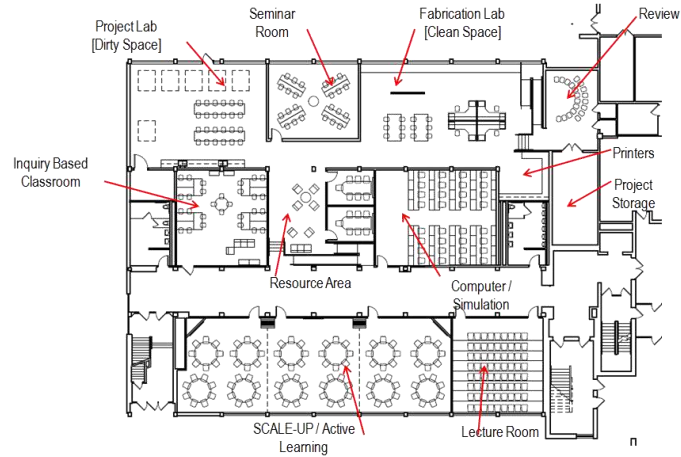 Project Lab
[Dirty Space]
Seminar
Room
Fabrication Lab
[Clean Space]
Review
Inquiry Based
Classroom
Printers
Project
Storage
Resource Area
Computer /
Simulation
SCALE-UP / Active
Learning
Lecture Room